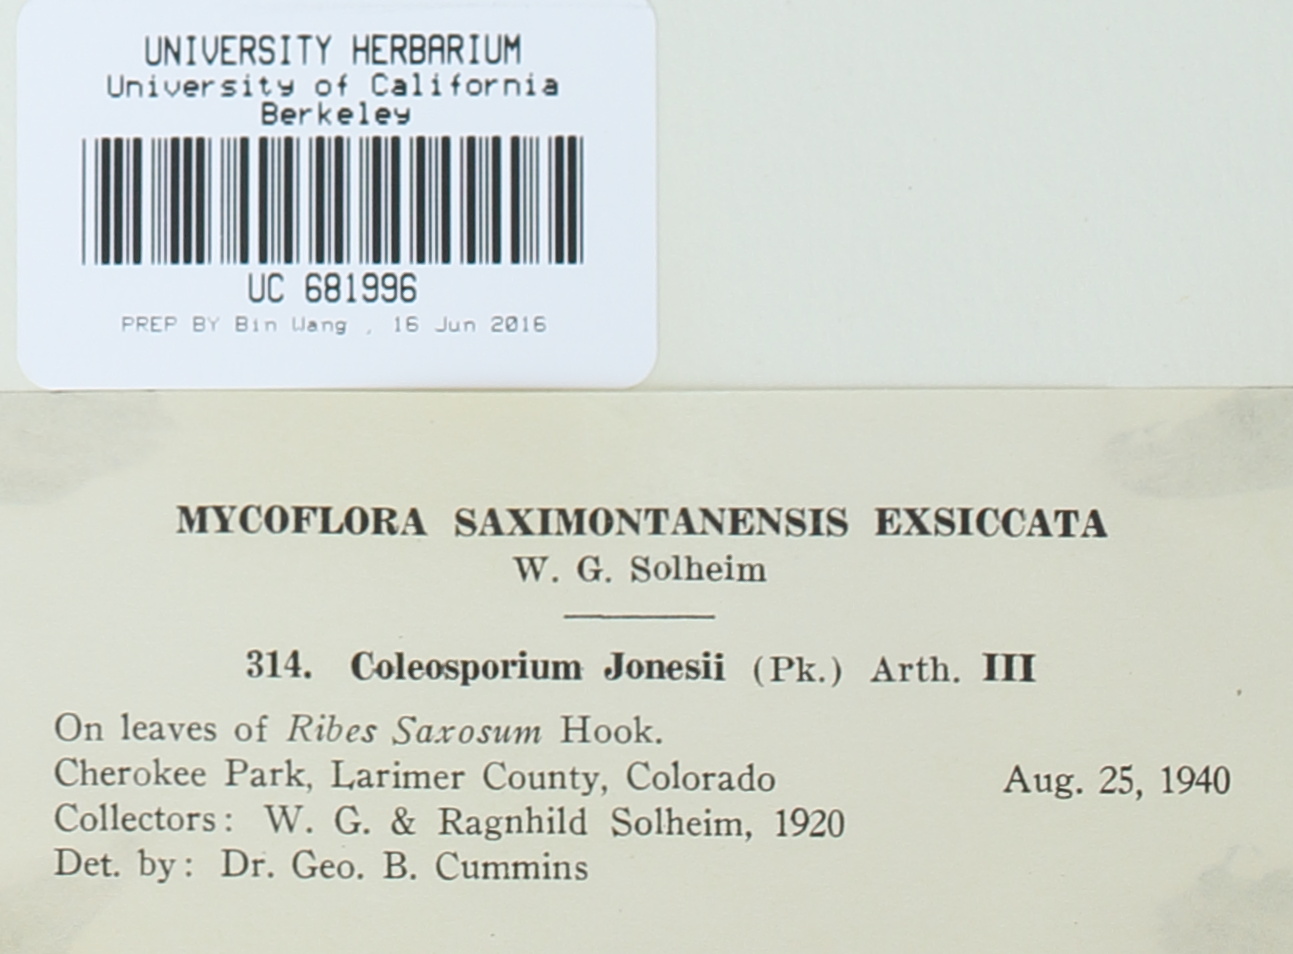 UNIVERSITY HERBARIUM
University of California
Berkeley
UC 681996
PREP BY Bin Wang , 16 Jun 2016
MYCOFLORA SAXIMONTANENSIS EXSICCATA
W. G. Solheim
314. Coleosporium Jonesii (Pk.) Arth. III
On leaves of Ribes Saxosum Hook.
Cherokee Park, Larimer County, Colorado Aug. 25, 1940
Collectors: W. G. & Ragnhild Solheim, 1920
Det. by: Dr. Geo. B. Cummins